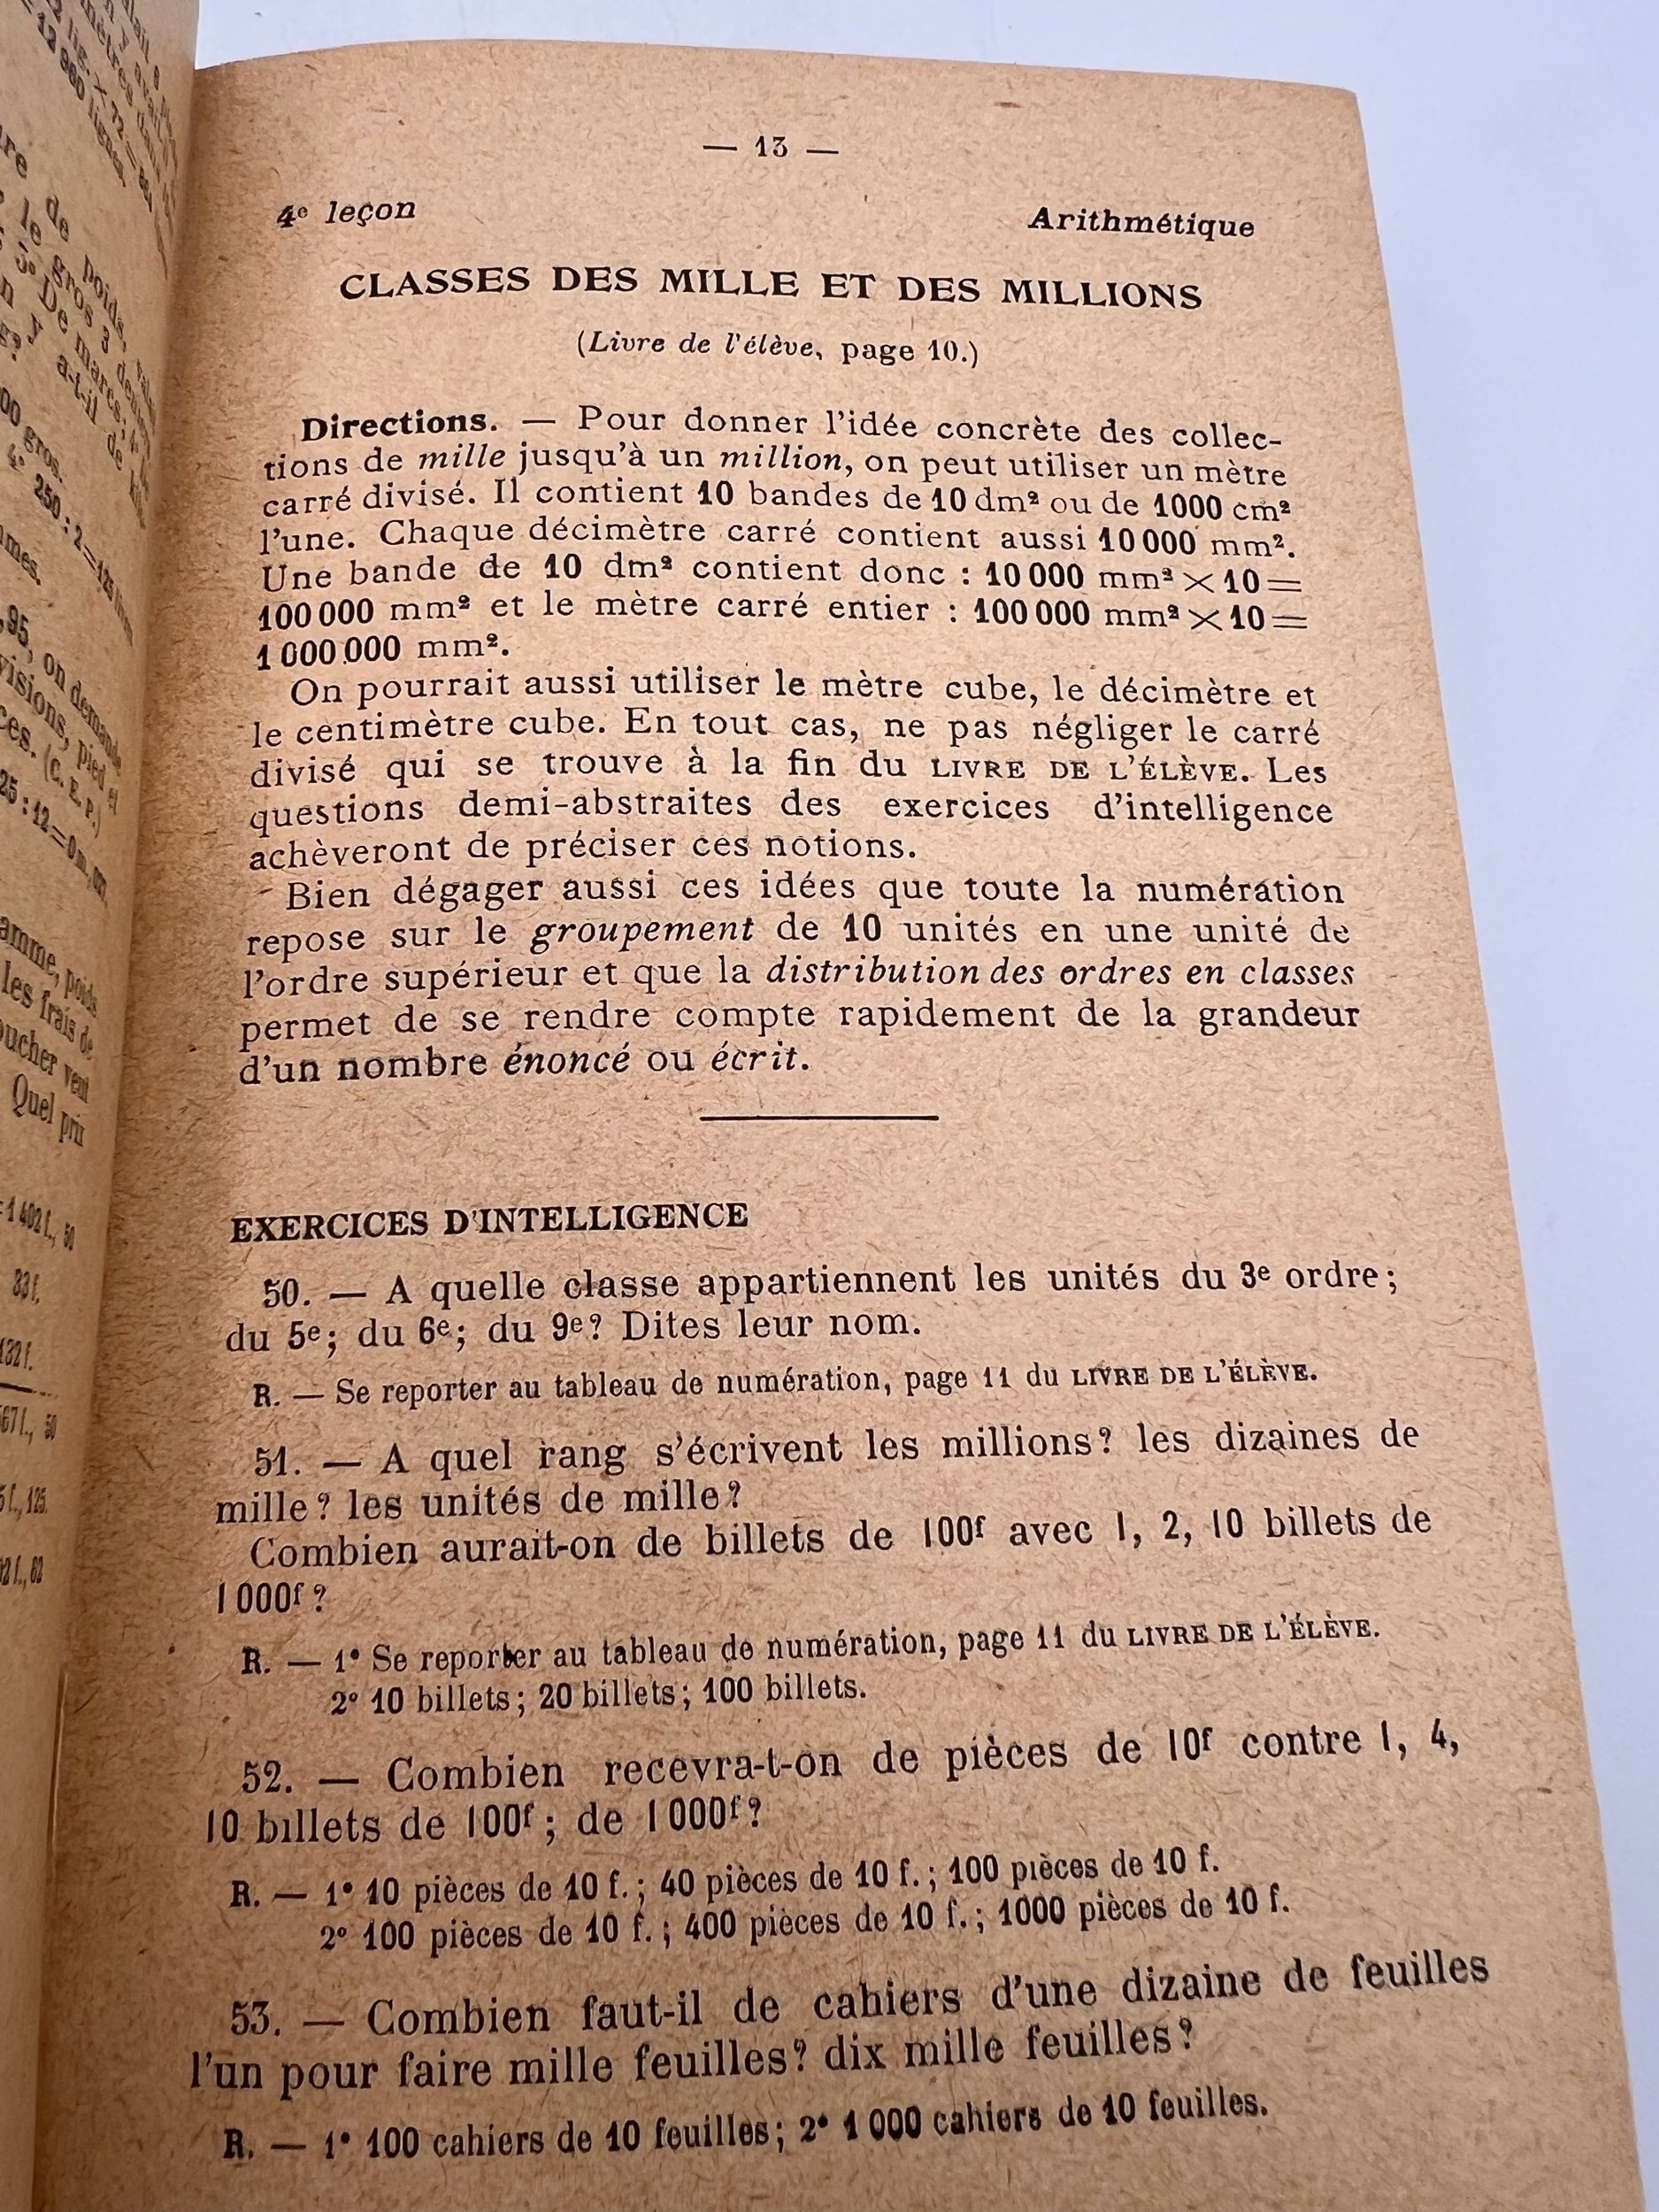 — 13 —
4e leçon
Arithmétique
CLASSES DES MILLE ET DES MILLIONS
(Livre de l'élève, page 10.)
Directions. — Pour donner l'idée concrète des collec-
tions de mille jusqu'à un million, on peut utiliser un mètre
carré divisé. Il contient 10 bandes de 10 dm² ou de 1000 cm²
l'une. Chaque décimètre carré contient aussi 10 000 mm².
Une bande de 10 dm² contient donc : 10 000 mm² × 10 =
100 000 mm² et le mètre carré entier : 100 000 mm² × 10 =
1 000 000 mm².
On pourrait aussi utiliser le mètre cube, le décimètre et
le centimètre cube. En tout cas, ne pas négliger le carré
divisé qui se trouve à la fin du LIVRE DE L'ÉLÈVE. Les
questions demi-abstraites des exercices d'intelligence
achèveront de préciser ces notions.
Bien dégager aussi ces idées que toute la numération
repose sur le groupement de 10 unités en une unité de
l'ordre supérieur et que la distribution des ordres en classes
permet de se rendre compte rapidement de la grandeur
d'un nombre énoncé ou écrit.
EXERCICES D'INTELLIGENCE
50. — A quelle classe appartiennent les unités du 3e ordre;
du 5e; du 6e; du 9e? Dites leur nom.
R. — Se reporter au tableau de numération, page 11 du LIVRE DE L'ÉLÈVE.
51. — A quel rang s'écrivent les millions? les dizaines de
mille? les unités de mille?
Combien aurait-on de billets de 100f avec 1, 2, 10 billets de
1 000f?
R. — 1° Se reporter au tableau de numération, page 11 du LIVRE DE L'ÉLÈVE.
2° 10 billets; 20 billets; 100 billets.
52. — Combien recevra-t-on de pièces de 10f contre 1, 4,
10 billets de 100f; de 1 000f?
R. — 1° 10 pièces de 10 f.; 40 pièces de 10 f.; 100 pièces de 10 f.
2° 100 pièces de 10 f.; 400 pièces de 10 f.; 1000 pièces de 10 f.
53. — Combien faut-il de cahiers d'une dizaine de feuilles
l'un pour faire mille feuilles? dix mille feuilles?
R. — 1° 100 cahiers de 10 feuilles; 2° 1 000 cahiers de 10 feuilles.